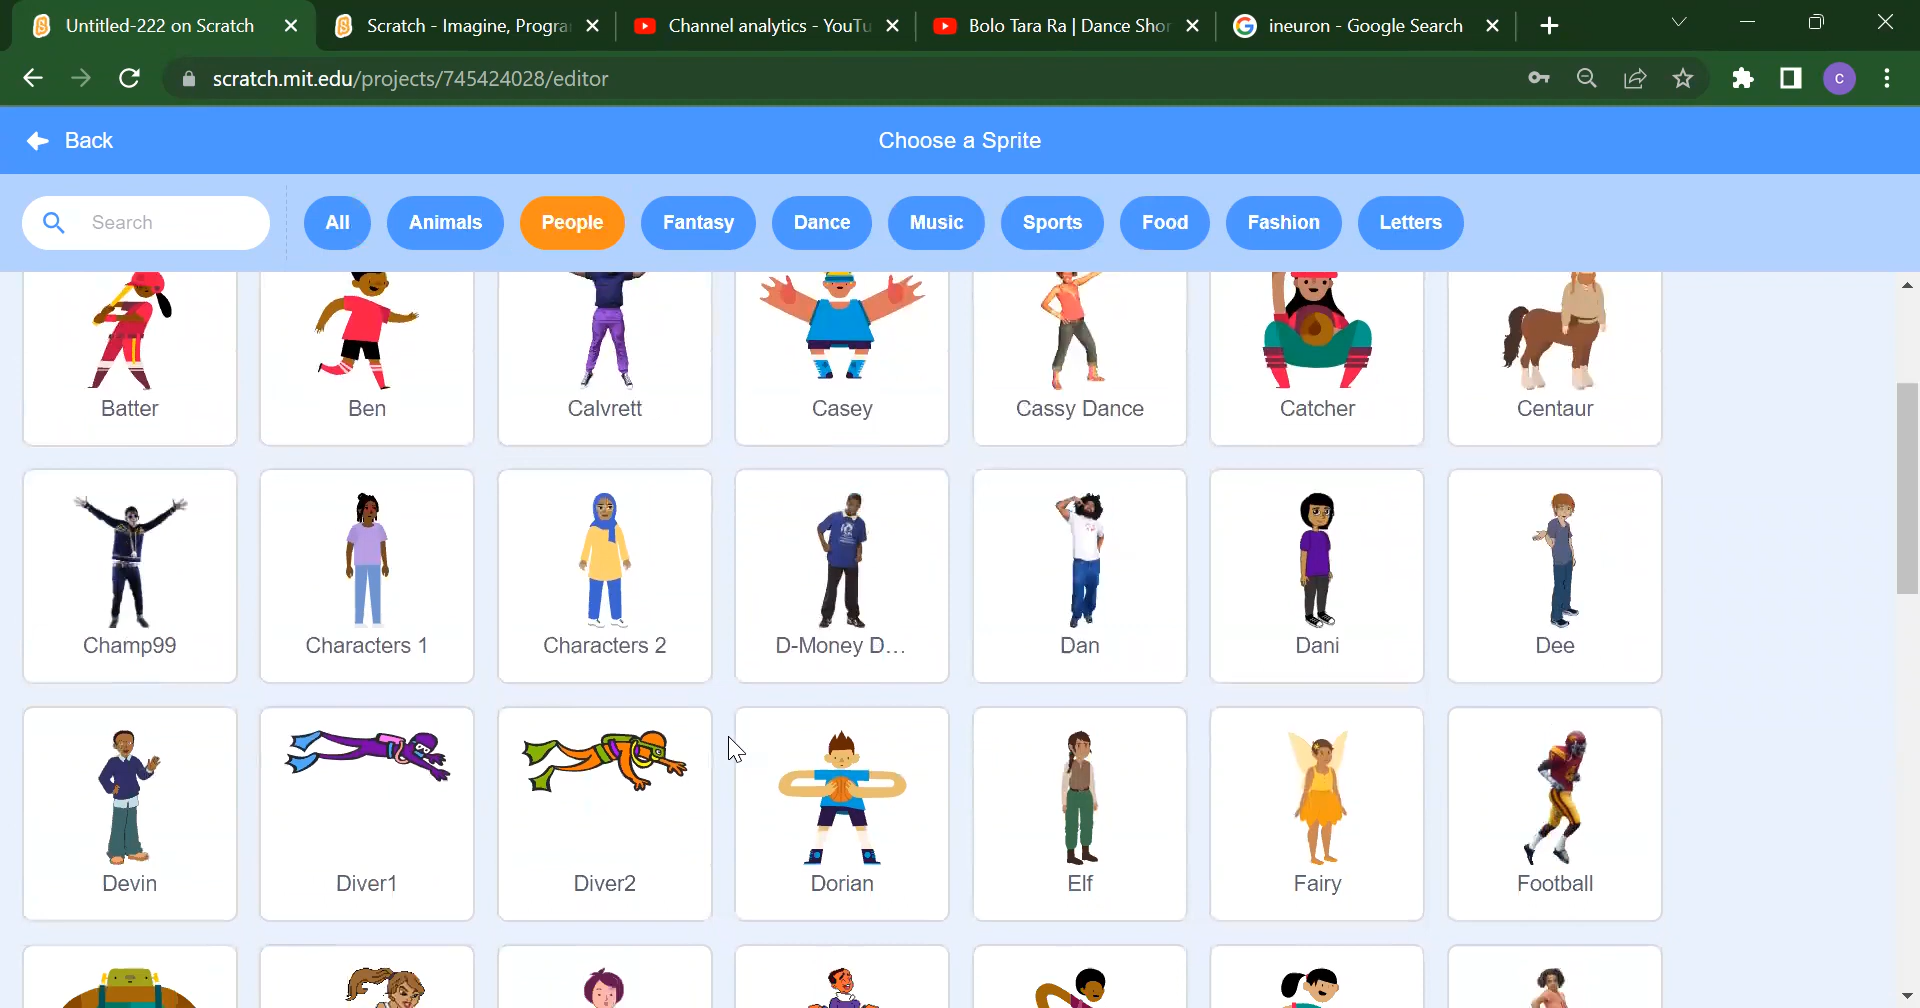 Untitled-222 on Scratch
Scratch - Imagine, Progra
Channel analytics - YouTu
Bolo Tara Ra | Dance Shor
ineuron - Google Search
scratch.mit.edu/projects/745424028/editor
c
Back
Choose a Sprite
Search
All
Animals
People
Fantasy
Dance
Music
Sports
Food
Fashion
Letters
Batter
Ben
Calvrett
Casey
Cassy Dance
Catcher
Centaur
Champ99
Characters 1
Characters 2
D-Money D...
Dan
Dani
Dee
Devin
Diver1
Diver2
Dorian
Elf
Fairy
Football